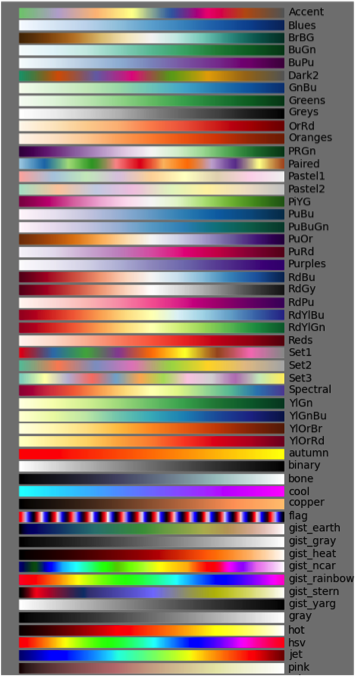 Accent
Blues
BrBG
BuGn
BuPu
Dark2
GnBu
Greens
Greys
OrRd
Oranges
PRGn
Paired
Pastel1
Pastel2
PiYG
PuBu
PuBuGn
PuOr
PuRd
Purples
RdBu
RdGy
RdPu
RdYlBu
RdYlGn
Reds
Set1
Set2
Set3
Spectral
YlGn
YlGnBu
YlOrBr
YlOrRd
autumn
binary
bone
cool
copper
flag
gist_earth
gist_gray
gist_heat
gist_ncar
gist_rainbow
gist_stern
gist_yarg
gray
hot
hsv
jet
pink